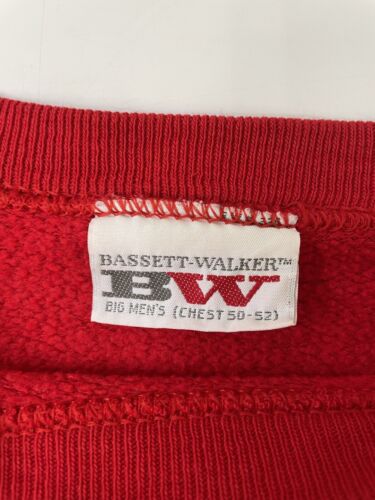 BASSETT-WALKER™
BW
BIG MEN'S (CHEST 50-52)